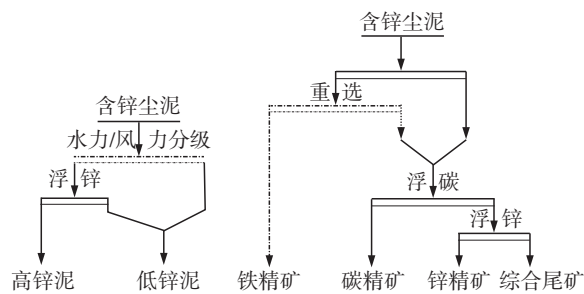 含锌尘泥
水力/风力分级
浮锌
高锌泥
低锌泥
含锌尘泥
重选
浮碳
浮锌
铁精矿
碳精矿
锌精矿
综合尾矿